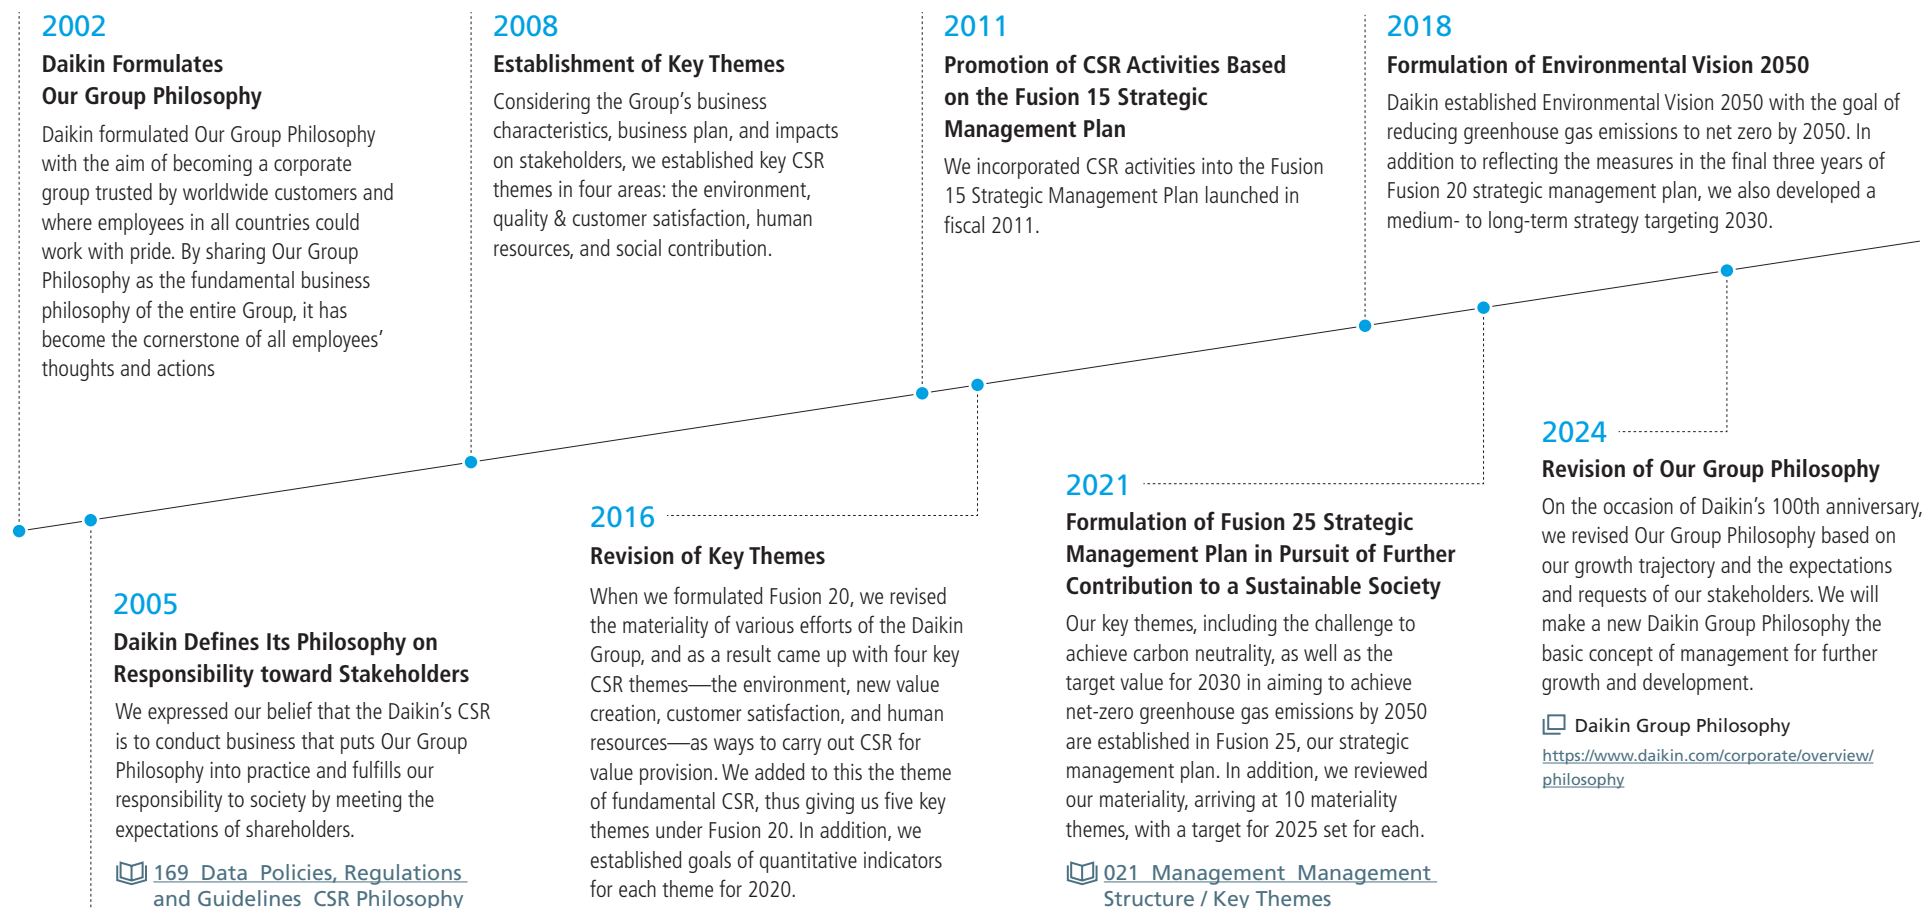 2002
Daikin Formulates
Our Group Philosophy
Daikin formulated Our Group Philosophy
with the aim of becoming a corporate
group trusted by worldwide customers and
where employees in all countries could
work with pride. By sharing Our Group
Philosophy as the fundamental business
philosophy of the entire Group, it has
become the cornerstone of all employees’
thoughts and actions
2008
Establishment of Key Themes
Considering the Group’s business
characteristics, business plan, and impacts
on stakeholders, we established key CSR
themes in four areas: the environment,
quality & customer satisfaction, human
resources, and social contribution.
2011
Promotion of CSR Activities Based
on the Fusion 15 Strategic
Management Plan
We incorporated CSR activities into the Fusion
15 Strategic Management Plan launched in
fiscal 2011.
2018
Formulation of Environmental Vision 2050
Daikin established Environmental Vision 2050 with the goal of
reducing greenhouse gas emissions to net zero by 2050. In
addition to reflecting the measures in the final three years of
Fusion 20 strategic management plan, we also developed a
medium- to long-term strategy targeting 2030.
2005
Daikin Defines Its Philosophy on
Responsibility toward Stakeholders
We expressed our belief that the Daikin’s CSR
is to conduct business that puts Our Group
Philosophy into practice and fulfills our
responsibility to society by meeting the
expectations of shareholders.
169 Data Policies, Regulations
and Guidelines CSR Philosophy
2016
Revision of Key Themes
When we formulated Fusion 20, we revised
the materiality of various efforts of the Daikin
Group, and as a result came up with four key
CSR themes—the environment, new value
creation, customer satisfaction, and human
resources—as ways to carry out CSR for
value provision. We added to this the theme
of fundamental CSR, thus giving us five key
themes under Fusion 20. In addition, we
established goals of quantitative indicators
for each theme for 2020.
2021
Formulation of Fusion 25 Strategic
Management Plan in Pursuit of Further
Contribution to a Sustainable Society
Our key themes, including the challenge to
achieve carbon neutrality, as well as the
target value for 2030 in aiming to achieve
net-zero greenhouse gas emissions by 2050
are established in Fusion 25, our strategic
management plan. In addition, we reviewed
our materiality, arriving at 10 materiality
themes, with a target for 2025 set for each.
021 Management Management
Structure / Key Themes
2024
Revision of Our Group Philosophy
On the occasion of Daikin’s 100th anniversary,
we revised Our Group Philosophy based on
our growth trajectory and the expectations
and requests of our stakeholders. We will
make a new Daikin Group Philosophy the
basic concept of management for further
growth and development.
Daikin Group Philosophy
https://www.daikin.com/corporate/overview/
philosophy